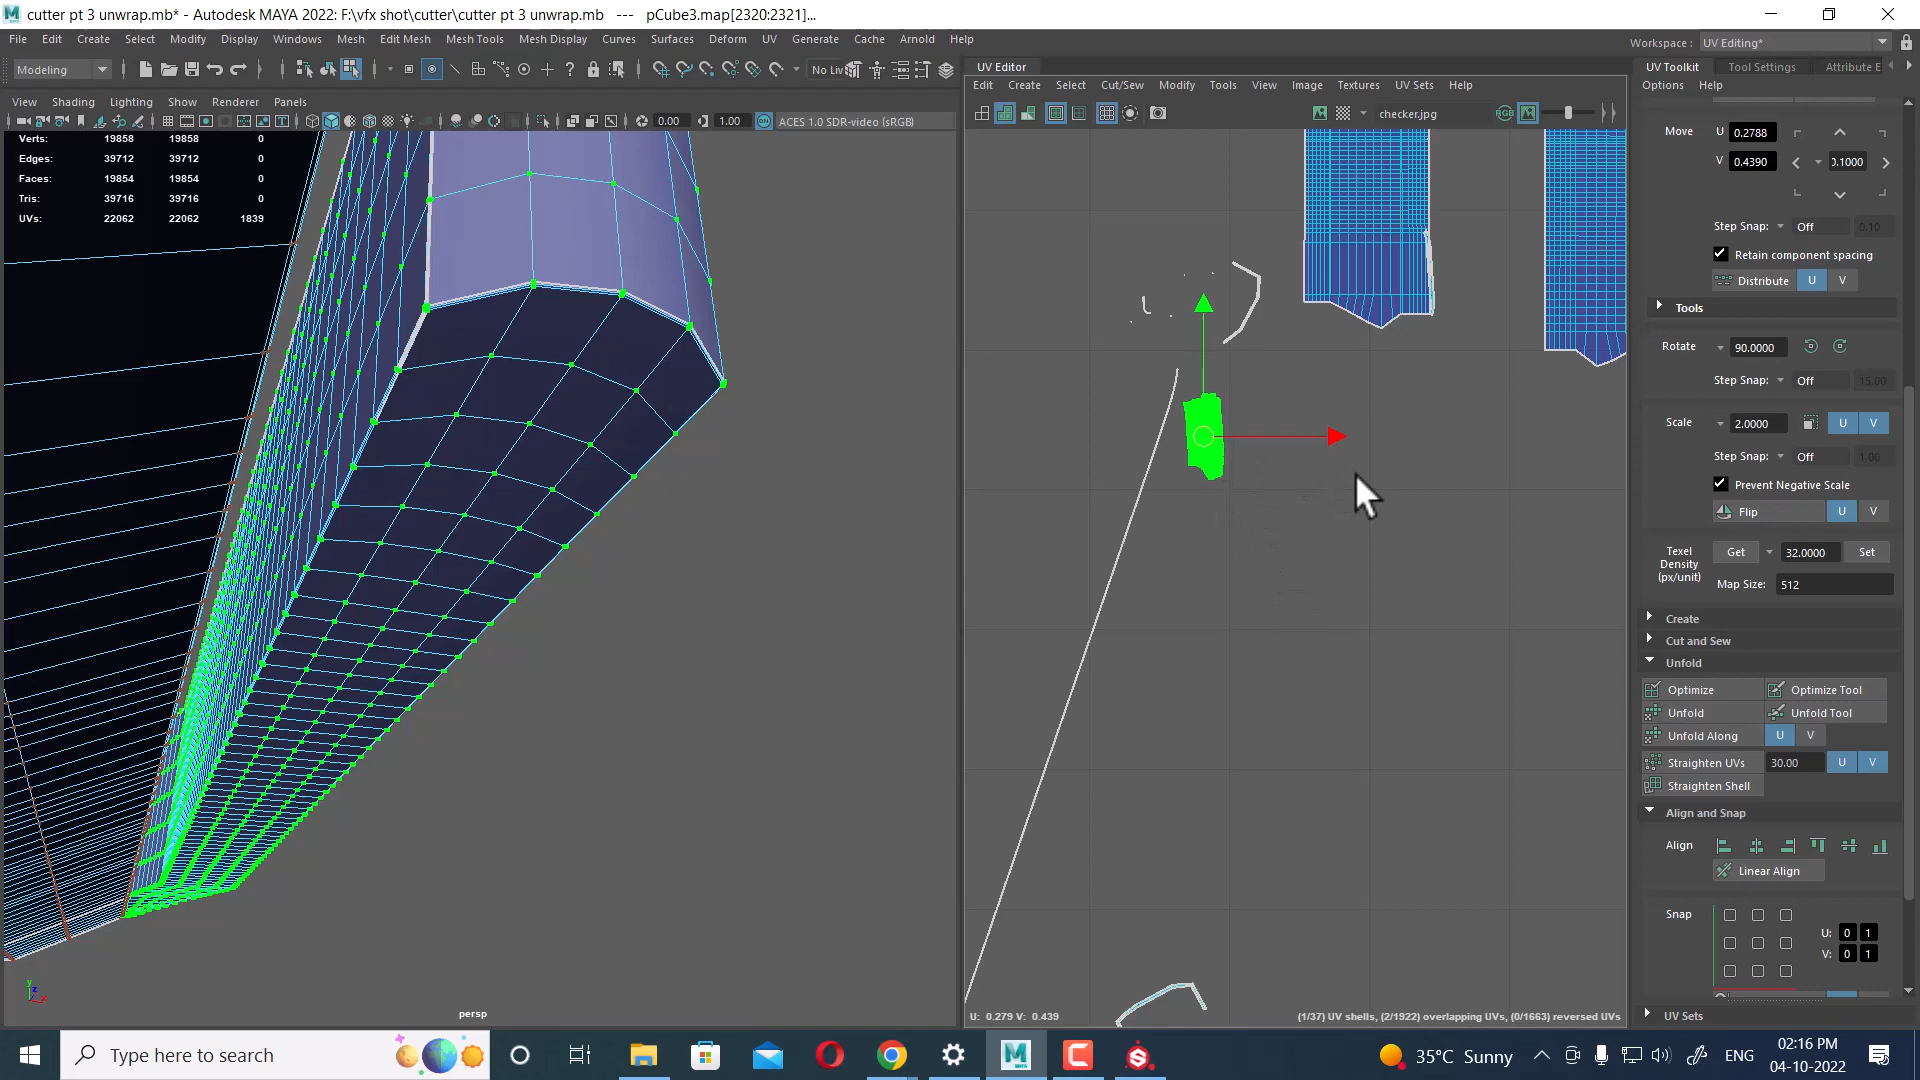 cutter pt 3 unwrap.mb* - Autodesk MAYA 2022: F:\vfx shot\cutter\cutter pt 3 unwrap.mb --- pCube3.map[2320:2321]...
File Edit Create Select Modify Display Windows Mesh Edit Mesh Mesh Tools Mesh Display Curves Surfaces Deform UV Generate Cache Arnold Help
Workspace : UV Editing*
Modeling No Liv
UV Editor
UV Toolkit Tool Settings Attribute E
Edit Create Select Cut/Sew Modify Tools View Image Textures UV Sets Help
Options Help
View Shading Lighting Show Renderer Panels
checker.jpg
0.00 1.00 ACES 1.0 SDR-video (sRGB)
Verts: 19858 19858 0
Edges: 39712 39712 0
Faces: 19854 19854 0
Tris: 39716 39716 0
UVs: 22062 22062 1839
Move U 0.2788
V 0.4390 0.1000
Step Snap: Off 0.10
Retain component spacing
Distribute U V
Tools
Rotate 90.0000
Step Snap: Off 15.00
Scale 2.0000 U V
Step Snap: Off 1.00
Prevent Negative Scale
Flip U V
Texel Density (px/unit) Get 32.0000 Set
Map Size: 512
Create
Cut and Sew
Unfold
Optimize Optimize Tool
Unfold Unfold Tool
Unfold Along U V
Straighten UVs 30.00 U V
Straighten Shell
Align and Snap
Align
Linear Align
Snap
U: 0 1
V: 0 1
UV Sets
persp
U: 0.279 V: 0.439
(1/37) UV shells, (2/1922) overlapping UVs, (0/1663) reversed UVs
Type here to search
35°C Sunny
ENG
02:16 PM
04-10-2022